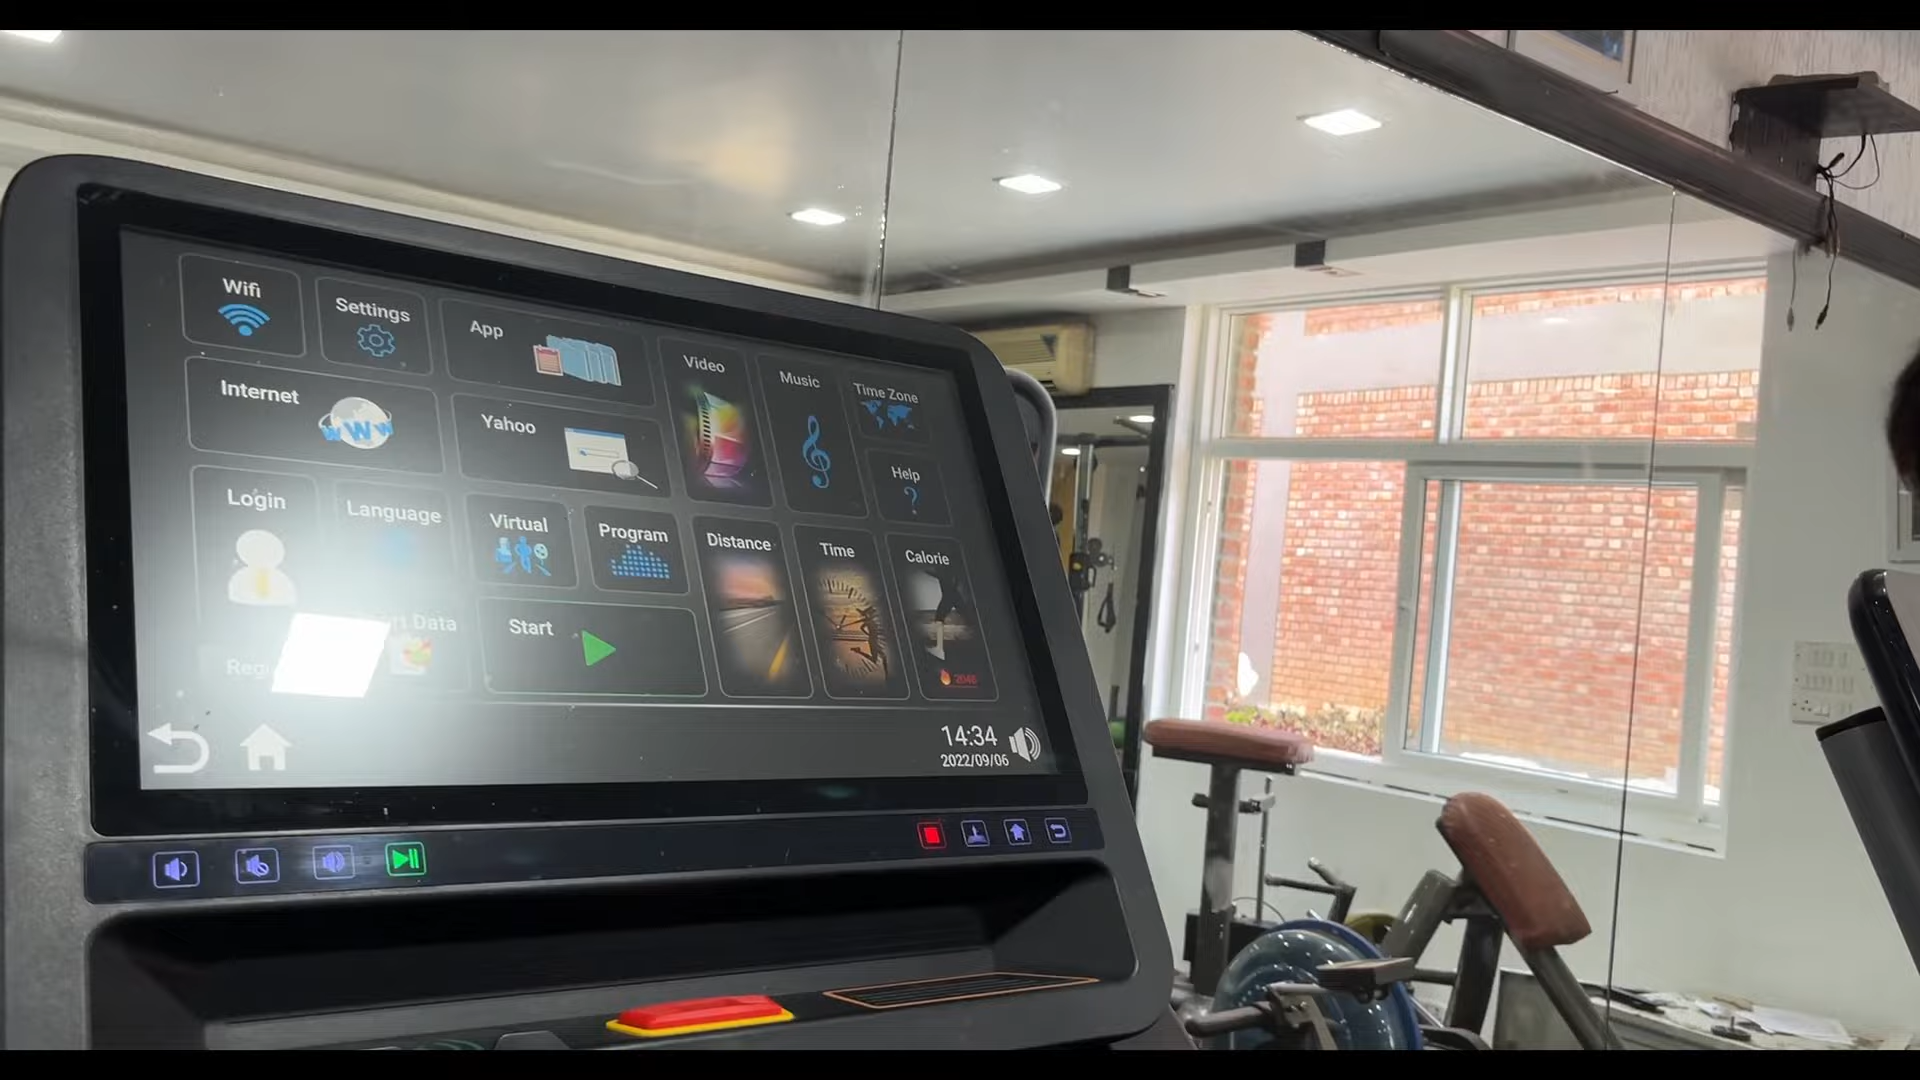 Wifi
Settings
App
Video
Music
Time Zone
Internet
WWW
Yahoo
Help
?
Login
Language
Virtual
Program
Distance
Time
Calorie
Data
Start
14:34
2022/09/06